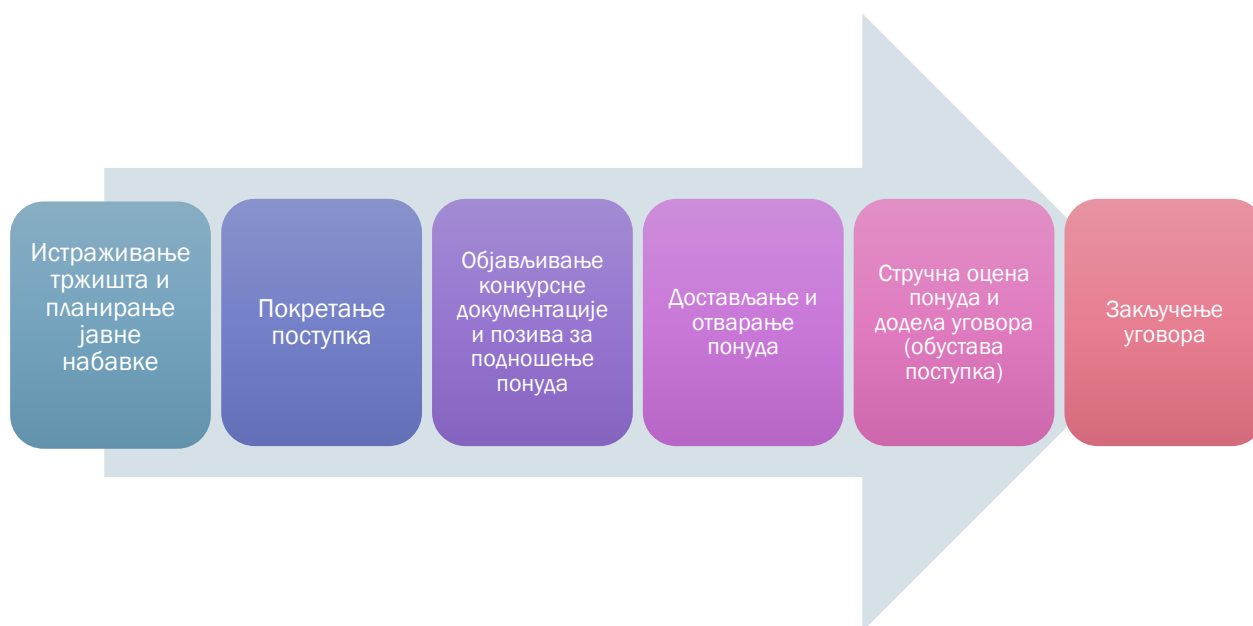 Истраживање
тржишта и
планирање
јавне
набавке
Покретање
поступка
Објављивање
конкурсне
документације
и позива за
подношење
понуда
Достављање и
отварање
понуда
Стручна оцена
понуда и
додела уговора
(обустава
поступка)
Закључење
уговора